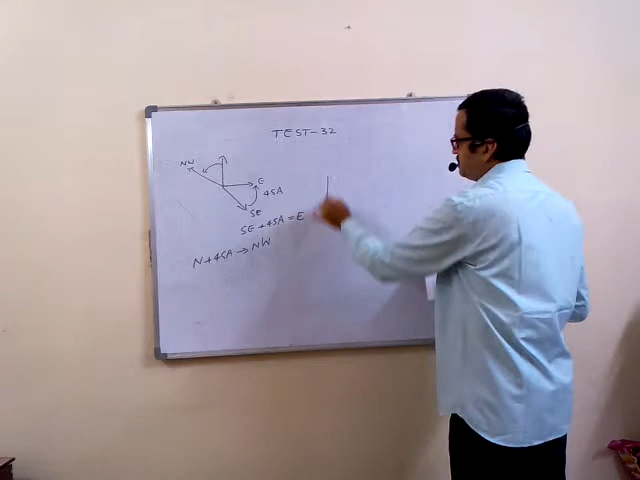 TEST-32
NW
E
45A
SE
SE + 45A = E
N + 45A → NW